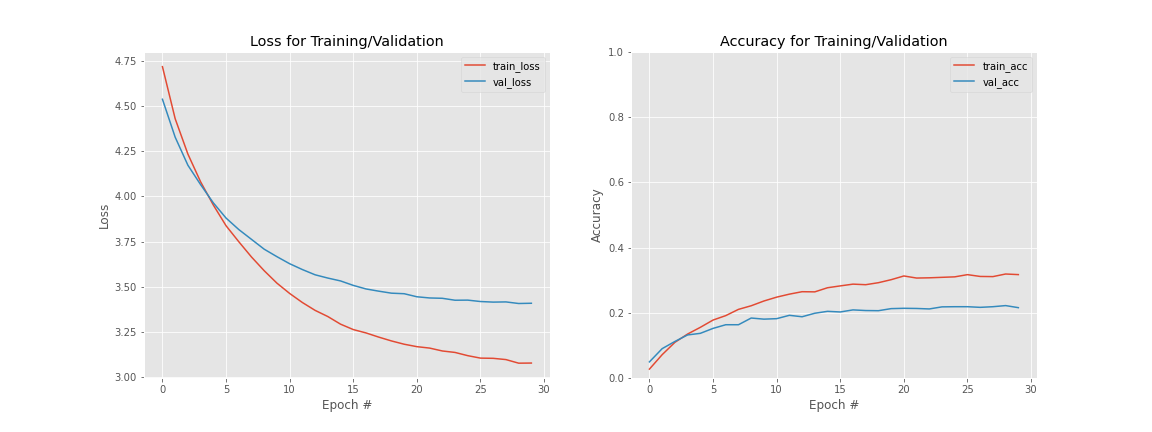 Loss for Training/Validation
4.75
4.50
4.25
4.00
3.75
3.50
3.25
3.00
Loss
0
5
10
15
20
25
30
Epoch #
train_loss
val_loss
Accuracy for Training/Validation
1.0
0.8
0.6
0.4
0.2
0.0
Accuracy
0
5
10
15
20
25
30
Epoch #
train_acc
val_acc